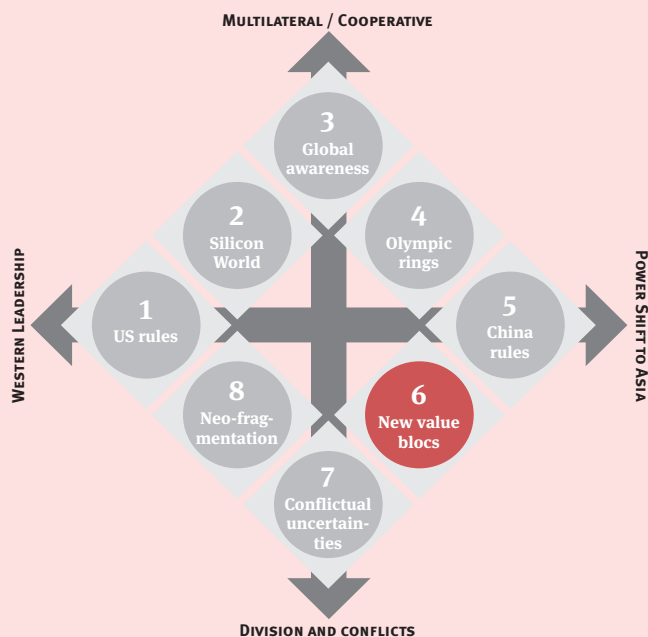 MULTILATERAL / COOPERATIVE
3
Global
awareness
2
Silicon
World
4
Olympic
rings
WESTERN LEADERSHIP
1
US rules
5
China
rules
POWER SHIFT TO ASIA
8
Neo-frag-
mentation
6
New value
blocs
7
Conflictual
uncertain-
ties
DIVISION AND CONFLICTS